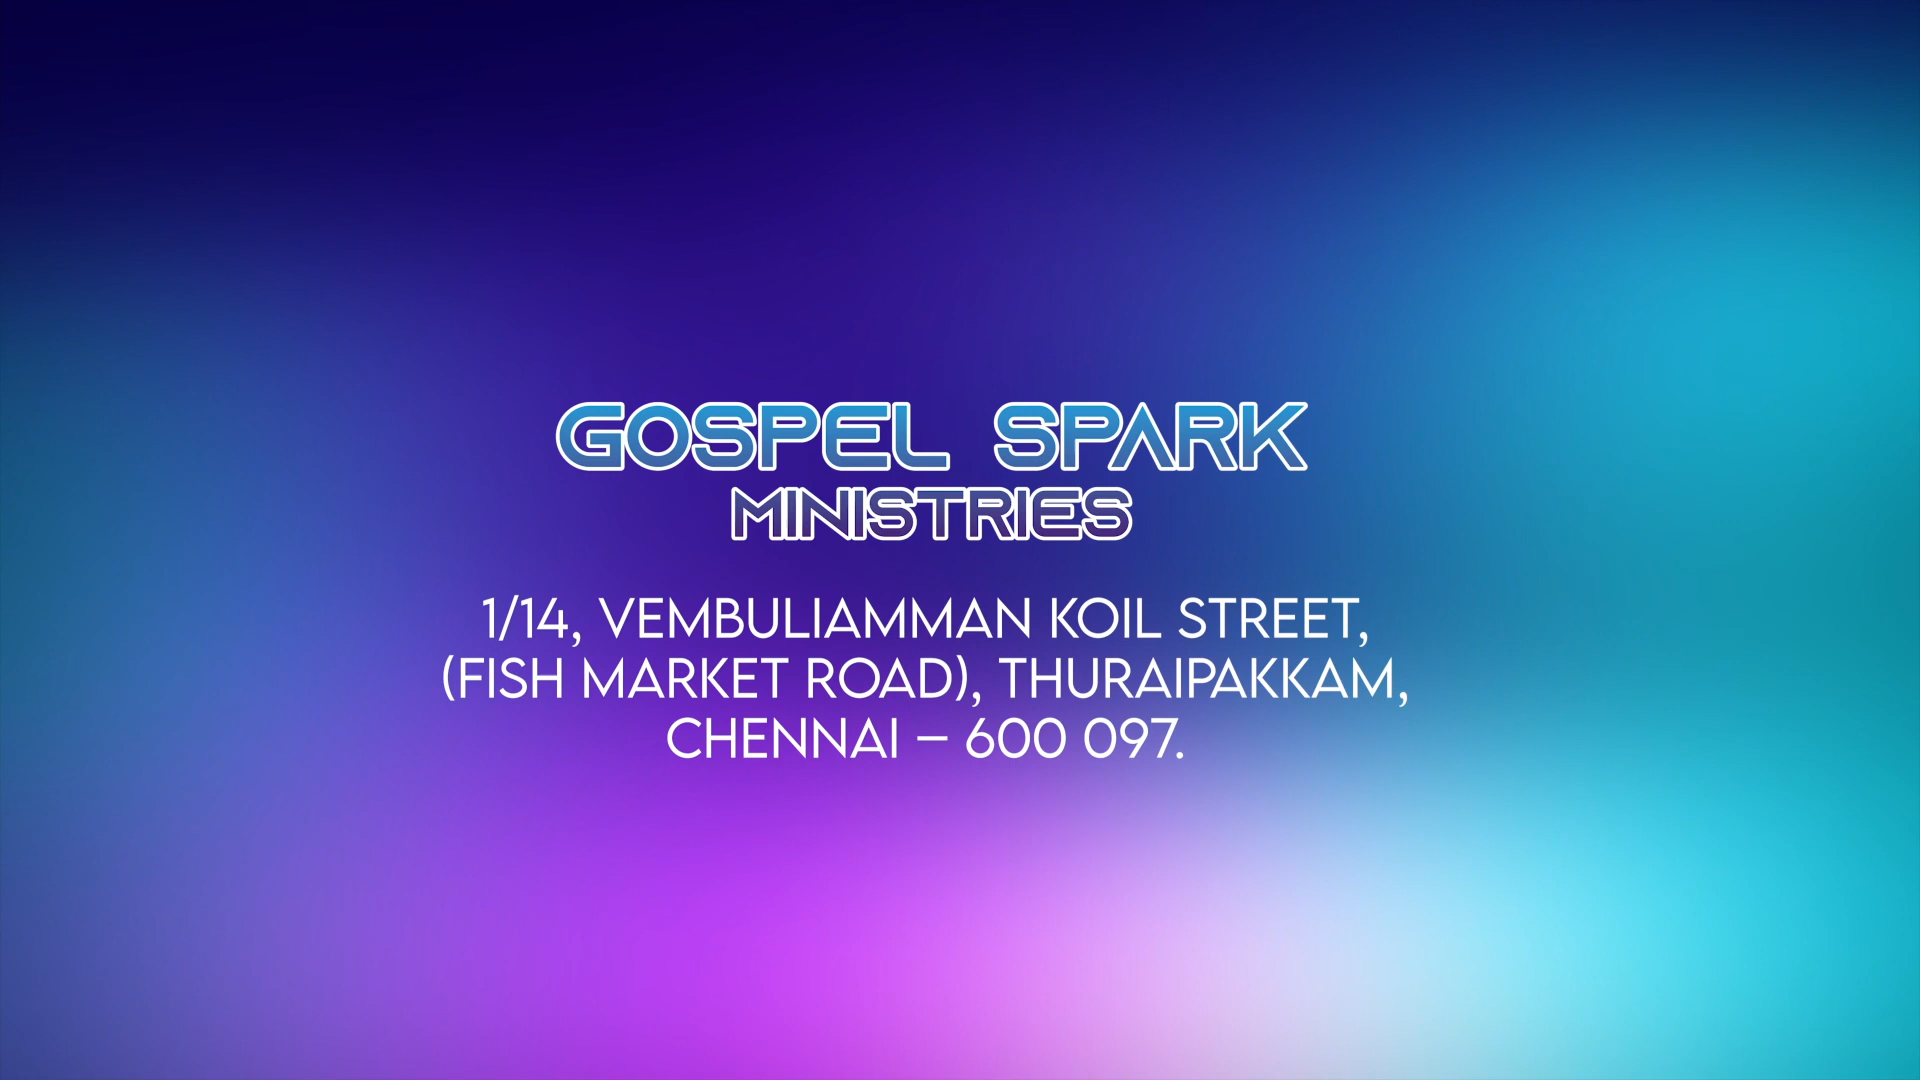 GOSPEL SPARK
MINISTRIES
1/14, VEMBULIAMMAN KOIL STREET,
(FISH MARKET ROAD), THURAIPAKKAM,
CHENNAI – 600 097.